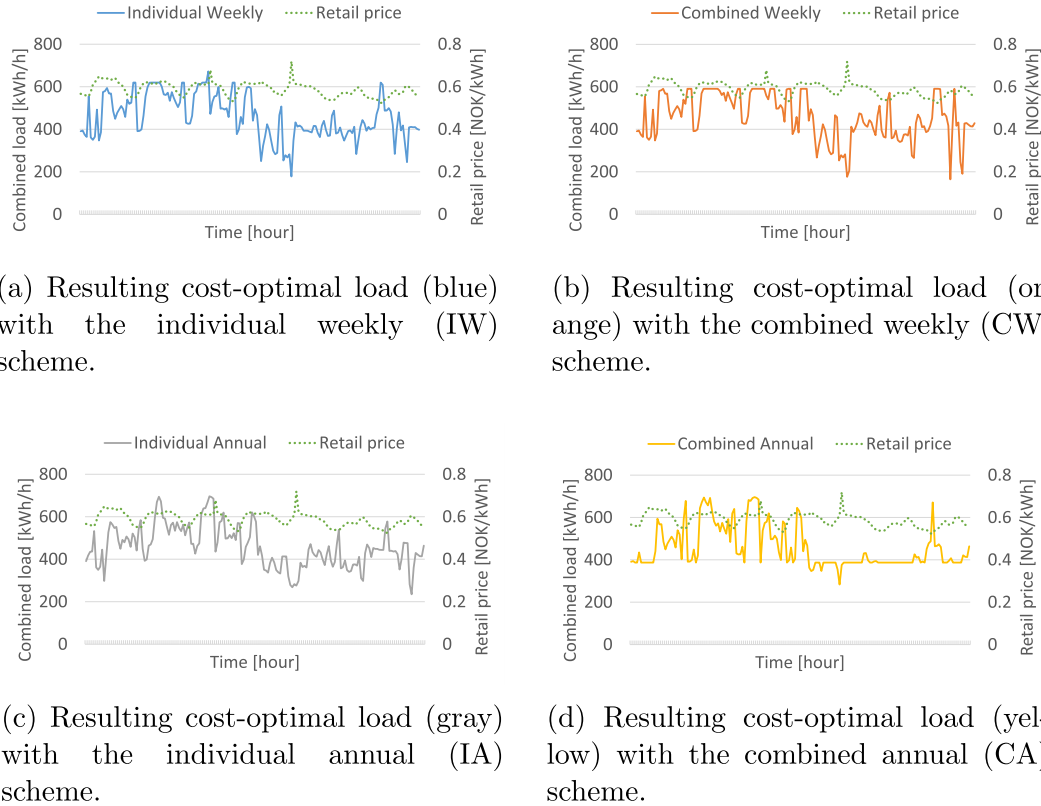 Individual Weekly Retail price
800
600
400
200
0
0.8
0.6
0.4
0.2
0
Combined load [kWh/h]
Retail price [NOK/kWh]
Time [hour]
Combined Weekly Retail price
800
600
400
200
0
0.8
0.6
0.4
0.2
0
Combined load [kWh/h]
Retail price [NOK/kWh]
Time [hour]
(a) Resulting cost-optimal load (blue)
with the individual weekly (IW)
scheme.
(b) Resulting cost-optimal load (or
ange) with the combined weekly (CW
scheme.
Individual Annual Retail price
800
600
400
200
0
0.8
0.6
0.4
0.2
0
Combined load [kWh/h]
Retail price [NOK/kWh]
Time [hour]
Combined Annual Retail price
800
600
400
200
0
0.8
0.6
0.4
0.2
0
Combined load [kWh/h]
Retail price [NOK/kWh]
Time [hour]
(c) Resulting cost-optimal load (gray)
with the individual annual (IA)
scheme.
(d) Resulting cost-optimal load (yel-
low) with the combined annual (CA)
scheme.